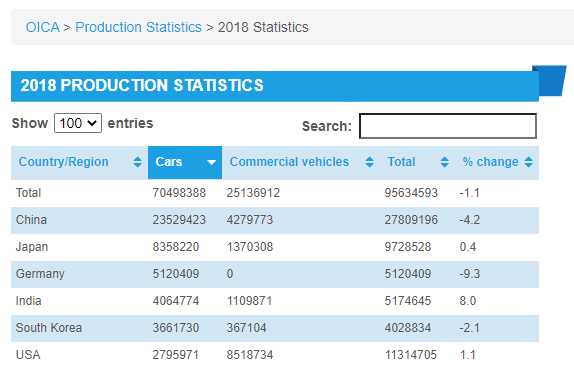 OICA > Production Statistics > 2018 Statistics
2018 PRODUCTION STATISTICS
Show 100 entries
Search:
Country/Region Cars Commercial vehicles Total % change
Total 70498388 25136912 95634593 -1.1
China 23529423 4279773 27809196 -4.2
Japan 8358220 1370308 9728528 0.4
Germany 5120409 0 5120409 -9.3
India 4064774 1109871 5174645 8.0
South Korea 3661730 367104 4028834 -2.1
USA 2795971 8518734 11314705 1.1